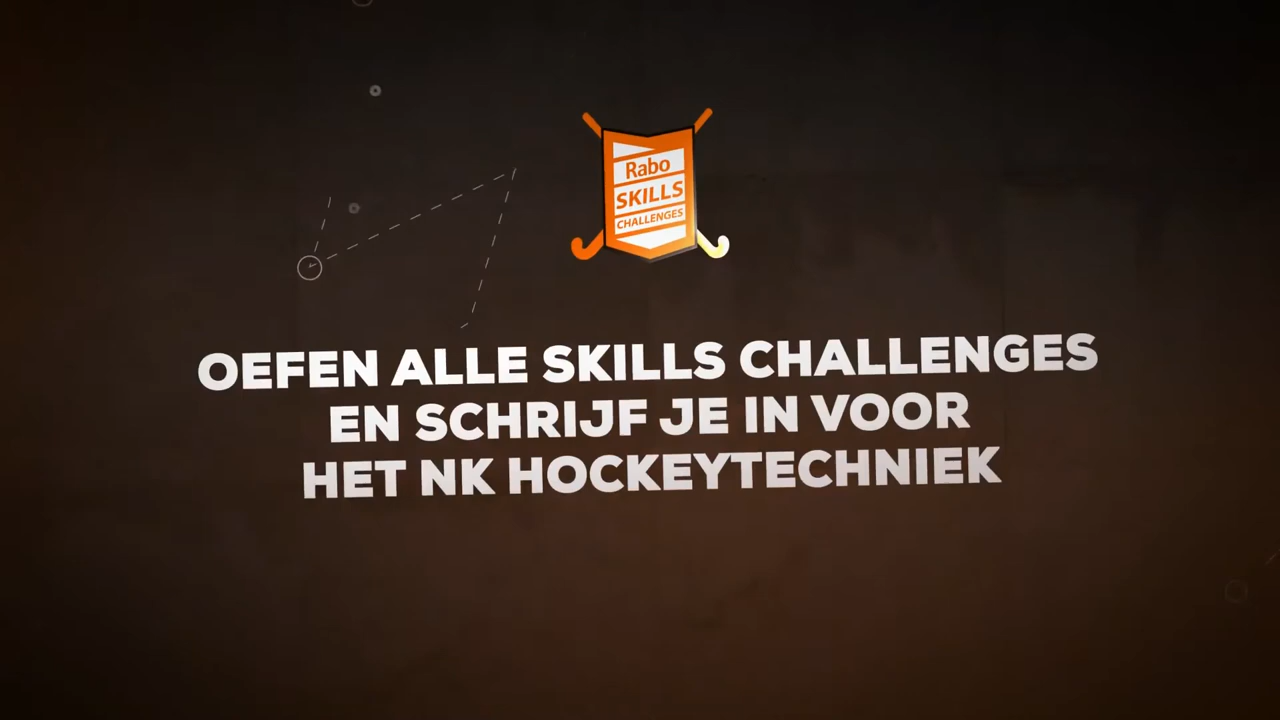 Rabo
SKILLS
CHALLENGES
OEFEN ALLE SKILLS CHALLENGES
EN SCHRIJF JE IN VOOR
HET NK HOCKEYTECHNIEK